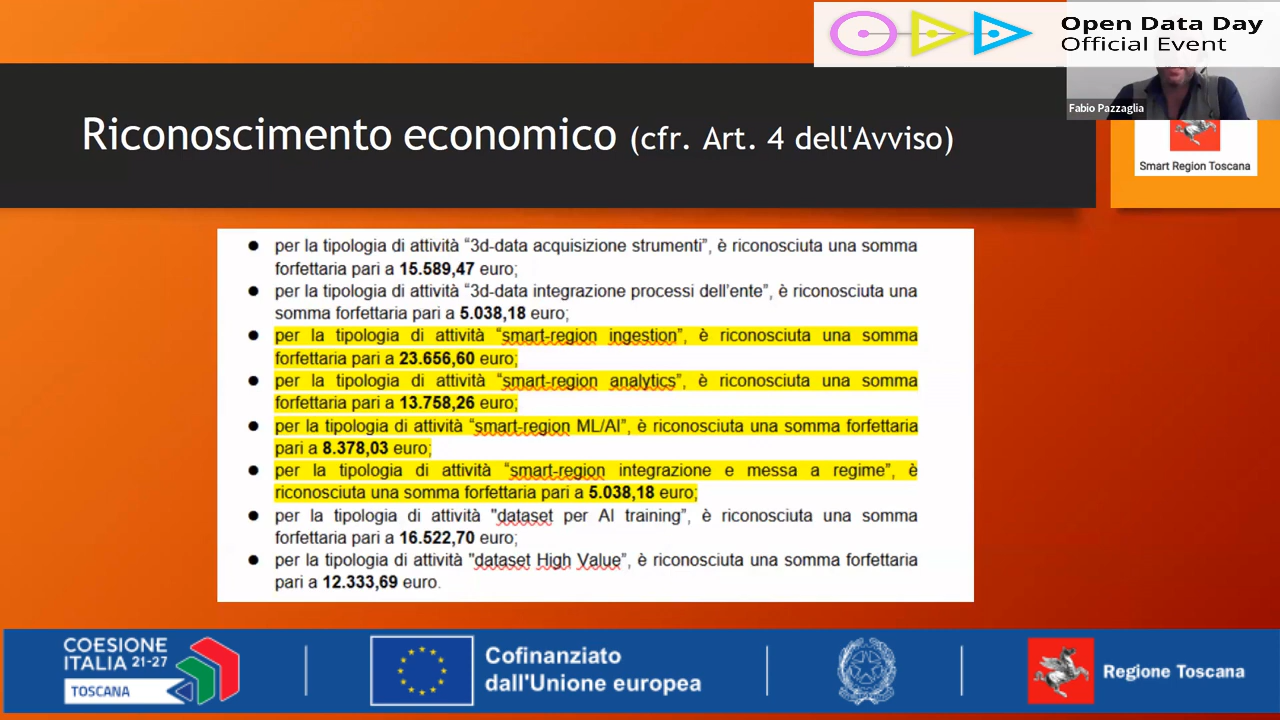 Open Data Day
Official Event
Fabio Pazzaglia
Riconoscimento economico (cfr. Art. 4 dell'Avviso)
Smart Region Toscana
● per la tipologia di attività “3d-data acquisizione strumenti”, è riconosciuta una somma
forfettaria pari a 15.589,47 euro;
● per la tipologia di attività “3d-data integrazione processi dell’ente”, è riconosciuta una
somma forfettaria pari a 5.038,18 euro;
● per la tipologia di attività “smart-region ingestion”, è riconosciuta una somma
forfettaria pari a 23.656,60 euro;
● per la tipologia di attività “smart-region analytics”, è riconosciuta una somma
forfettaria pari a 13.758,26 euro;
● per la tipologia di attività “smart-region ML/AI”, è riconosciuta una somma forfettaria
pari a 8.378,03 euro;
● per la tipologia di attività “smart-region integrazione e messa a regime”, è
riconosciuta una somma forfettaria pari a 5.038,18 euro;
● per la tipologia di attività "dataset per AI training”, è riconosciuta una somma
forfettaria pari a 16.522,70 euro;
● per la tipologia di attività "dataset High Value”, è riconosciuta una somma forfettaria
pari a 12.333,69 euro.
COESIONE
ITALIA 21-27
TOSCANA
Cofinanziato
dall'Unione europea
Regione Toscana